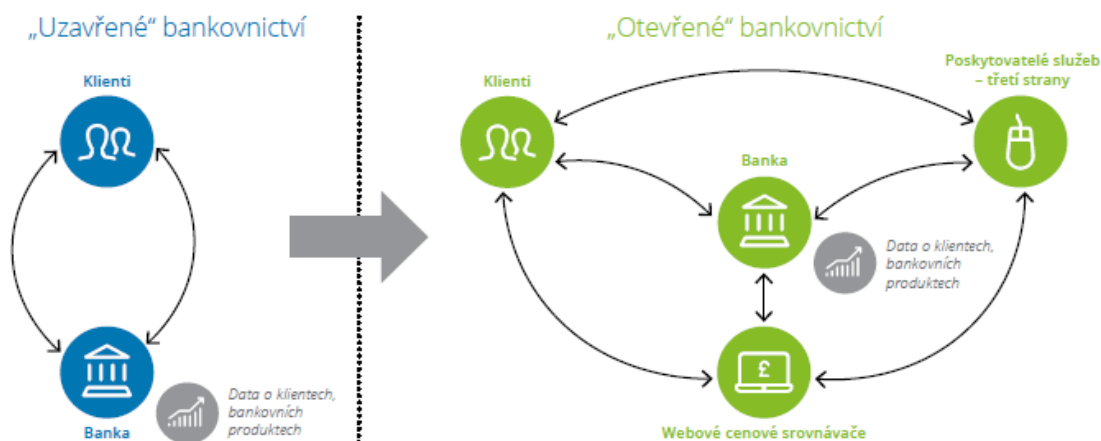 „Uzavřené“ bankovnictví
Klienti
Banka
Data o klientech,
bankovních
produktech
„Otevřené“ bankovnictví
Klienti
Poskytovatelé služeb
– třetí strany
Banka
Data o klientech,
bankovních
produktech
£
Webové cenové srovnávače